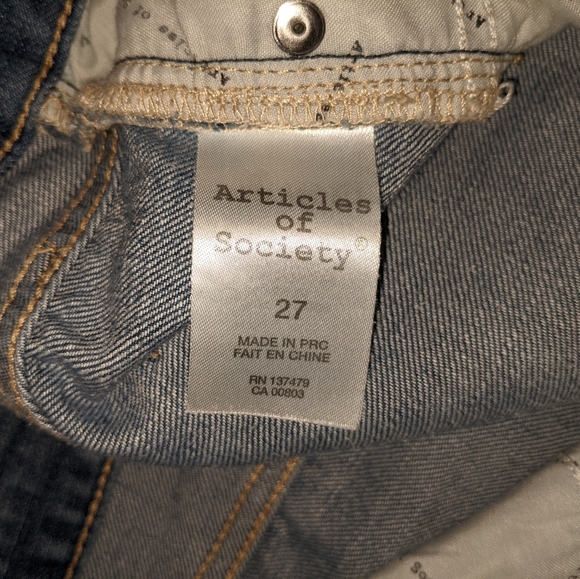 Articles
of
Society®
27
MADE IN PRC
FAIT EN CHINE
RN 137479
CA 00803